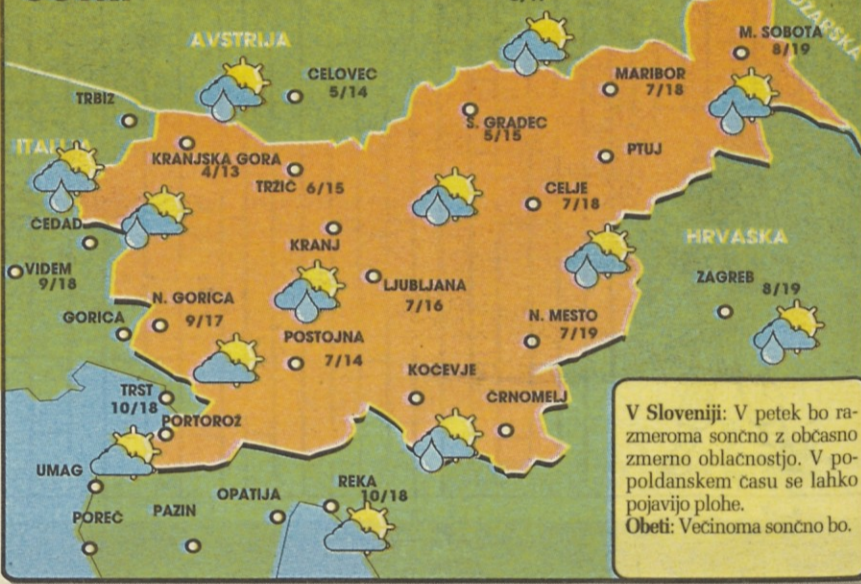 AVSTRIJA
M. SOBOTA
8/19
CELOVEC
5/14
MARIBOR
7/18
TRBIŽ
S. GRADEC
5/15
ITALIJA
KRANJSKA GORA
4/13
TRŽIČ 6/15
PTUJ
CELJE
7/18
ČEDAD
KRANJ
HRVAŠKA
VIDEM
9/18
LJUBLJANA
7/16
ZAGREB
8/19
N. GORICA
9/17
GORICA
N. MESTO
7/19
POSTOJNA
7/14
KOČEVJE
TRST
10/18
ČRNOMELJ
PORTOROŽ
UMAG
REKA
10/18
OPATIJA
POREČ
PAZIN
V Sloveniji: V petek bo ra-
zmeroma sončno z občasno
zmerno oblačnostjo. V po-
poldanskem času se lahko
pojavijo plohe.
Obeti: Večinoma sončno bo.